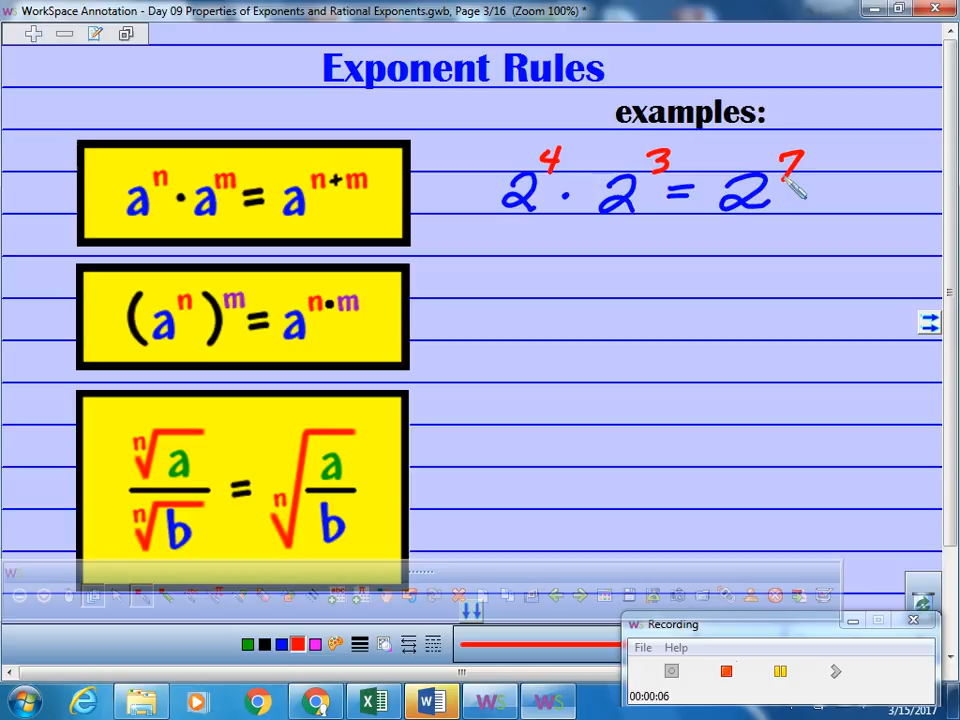 WorkSpace Annotation - Day 09 Properties of Exponents and Rational Exponents.gwb, Page 3/16 (Zoom 100%) *
Exponent Rules
examples:
aⁿ · aᵐ = aⁿ⁺ᵐ
2⁴ · 2³ = 2⁷
(aⁿ)ᵐ = aⁿ·ᵐ
ⁿ√a / ⁿ√b = ⁿ√(a/b)
Recording
File Help
00:00:06
3/15/2017